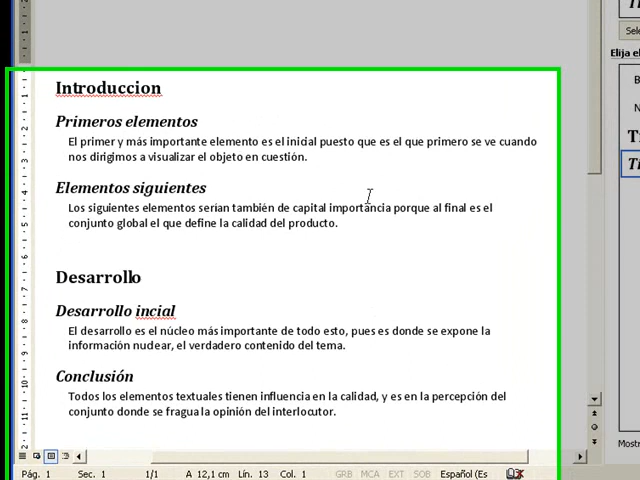 Elija el
Introduccion
Primeros elementos
El primer y más importante elemento es el inicial puesto que es el que primero se ve cuando
nos dirigimos a visualizar el objeto en cuestión.
Elementos siguientes
Los siguientes elementos serían también de capital importancia porque al final es el
conjunto global el que define la calidad del producto.
Desarrollo
Desarrollo incial
El desarrollo es el núcleo más importante de todo esto, pues es donde se expone la
información nuclear, el verdadero contenido del tema.
Conclusión
Todos los elementos textuales tienen influencia en la calidad, y es en la percepción del
conjunto donde se fragua la opinión del interlocutor.
Pág. 1 Sec. 1 1/1 A 12,1 cm Lín. 13 Col. 1 GRB MCA EXT SOB Español (Es